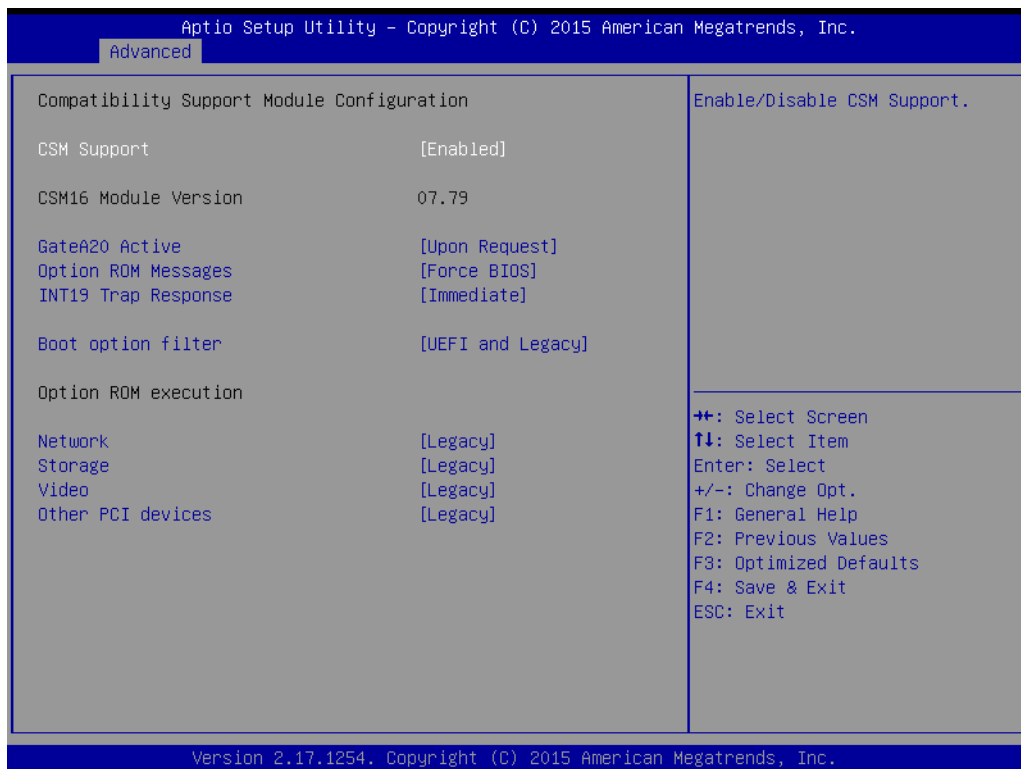 Aptio Setup Utility – Copyright (C) 2015 American Megatrends, Inc.
Advanced
Compatibility Support Module Configuration
CSM Support [Enabled]
CSM16 Module Version 07.79
GateA20 Active [Upon Request]
Option ROM Messages [Force BIOS]
INT19 Trap Response [Immediate]
Boot option filter [UEFI and Legacy]
Option ROM execution
Network [Legacy]
Storage [Legacy]
Video [Legacy]
Other PCI devices [Legacy]
Enable/Disable CSM Support.
→←: Select Screen
↑↓: Select Item
Enter: Select
+/-: Change Opt.
F1: General Help
F2: Previous Values
F3: Optimized Defaults
F4: Save & Exit
ESC: Exit
Version 2.17.1254. Copyright (C) 2015 American Megatrends, Inc.